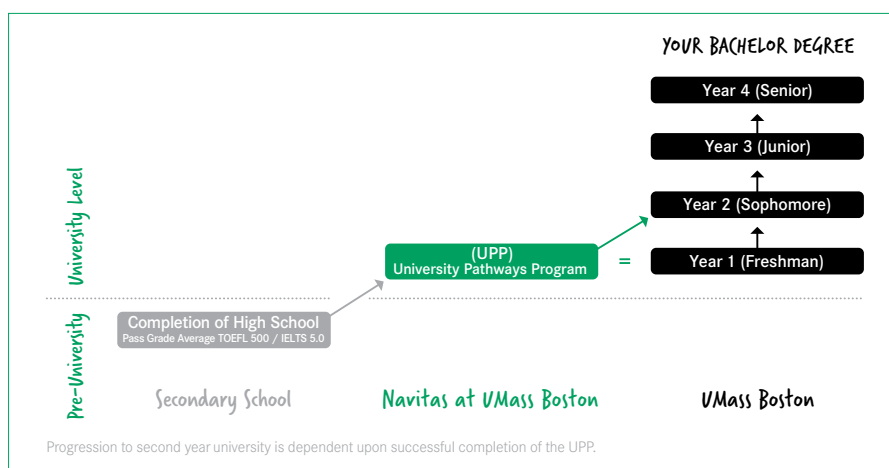 YOUR BACHELOR DEGREE
Year 4 (Senior)
Year 3 (Junior)
Year 2 (Sophomore)
University Level
(UPP)
University Pathways Program
=
Year 1 (Freshman)
Pre-University
Completion of High School
Pass Grade Average TOEFL 500 / IELTS 5.0
Secondary School
Navitas at UMass Boston
UMass Boston
Progression to second year university is dependent upon successful completion of the UPP.